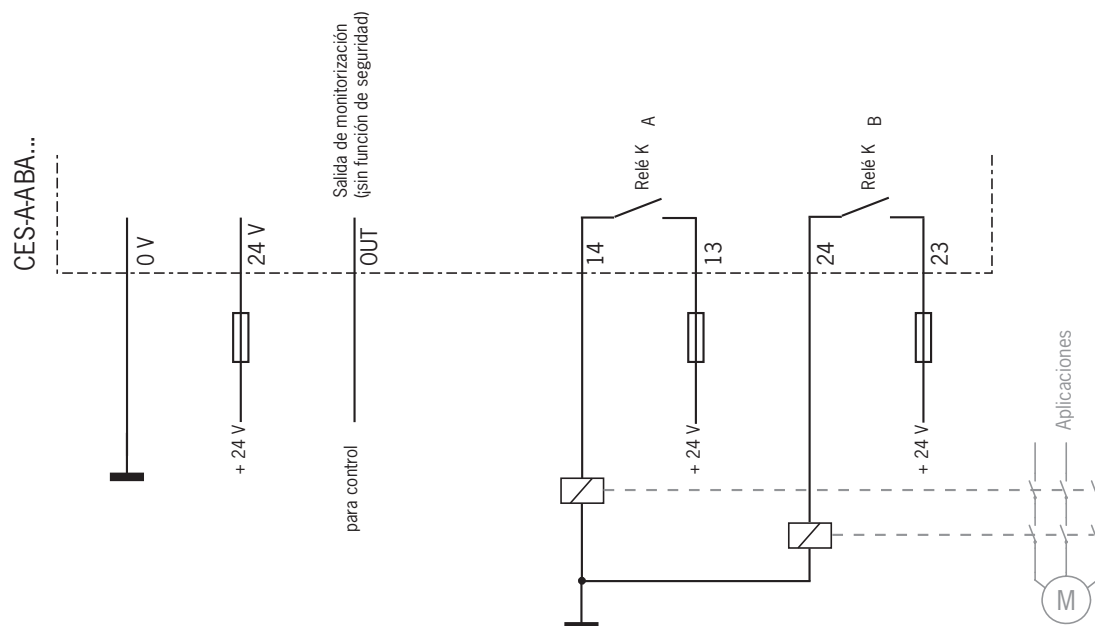 CES-A-ABA...
0 V
24 V
OUT
Salida de monitorización
(¡sin función de seguridad)
+ 24 V
para control
14
Relé K A
13
+ 24 V
24
Relé K B
23
+ 24 V
Aplicaciones
M